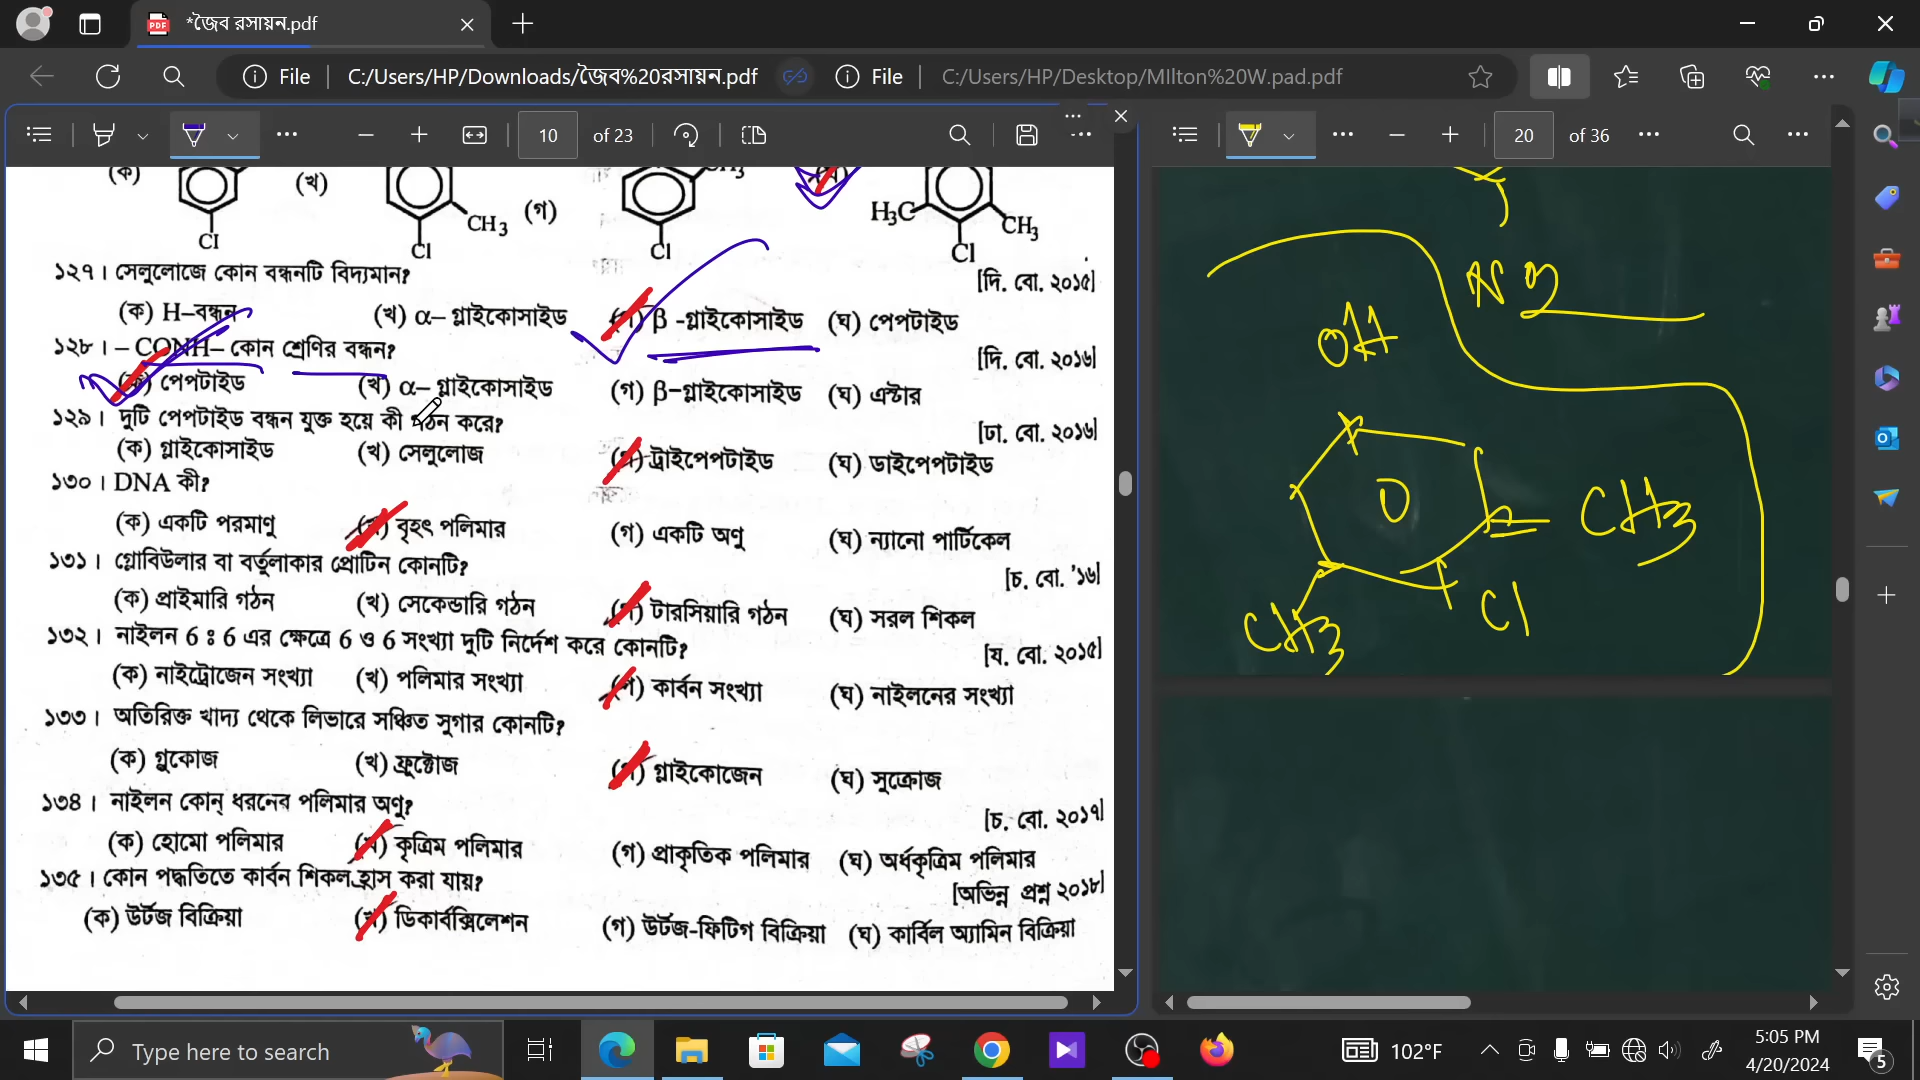 *জৈব রসায়ন.pdf
File C:/Users/HP/Downloads/জৈব%20রসায়ন.pdf
File C:/Users/HP/Desktop/MIlton%20W.pad.pdf
10 of 23
20 of 36
(ক) (খ) (গ)
Cl
CH3
Cl
CH3
Cl
H3C CH3
Cl
১২৭। সেলুলোজে কোন বন্ধনটি বিদ্যমান? [দি. বো. ২০১৫]
(ক) H–বন্ধন (খ) α– গ্লাইকোসাইড (গ) β -গ্লাইকোসাইড (ঘ) পেপটাইড
১২৮। – CONH– কোন শ্রেণির বন্ধন? [দি. বো. ২০১৬]
(ক) পেপটাইড (খ) α– গ্লাইকোসাইড (গ) β–গ্লাইকোসাইড (ঘ) এস্টার
১২৯। দুটি পেপটাইড বন্ধন যুক্ত হয়ে কী গঠন করে? [ঢা. বো. ২০১৬]
(ক) গ্লাইকোসাইড (খ) সেলুলোজ (গ) ট্রাইপেপটাইড (ঘ) ডাইপেপটাইড
১৩০। DNA কী?
(ক) একটি পরমাণু (খ) বৃহৎ পলিমার (গ) একটি অণু (ঘ) ন্যানো পার্টিকেল
১৩১। গ্লোবিউলার বা বর্তুলাকার প্রোটিন কোনটি? [চ. বো. '১৬]
(ক) প্রাইমারি গঠন (খ) সেকেন্ডারি গঠন (গ) টারসিয়ারি গঠন (ঘ) সরল শিকল
১৩২। নাইলন 6 ঃ 6 এর ক্ষেত্রে 6 ও 6 সংখ্যা দুটি নির্দেশ করে কোনটি? [য. বো. ২০১৫]
(ক) নাইট্রোজেন সংখ্যা (খ) পলিমার সংখ্যা (গ) কার্বন সংখ্যা (ঘ) নাইলনের সংখ্যা
১৩৩। অতিরিক্ত খাদ্য থেকে লিভারে সঞ্চিত সুগার কোনটি?
(ক) গ্লুকোজ (খ) ফ্রুক্টোজ (গ) গ্লাইকোজেন (ঘ) সুক্রোজ
১৩৪। নাইলন কোন্ ধরনের পলিমার অণু? [চ. বো. ২০১৭]
(ক) হোমো পলিমার (খ) কৃত্রিম পলিমার (গ) প্রাকৃতিক পলিমার (ঘ) অর্ধকৃত্রিম পলিমার
১৩৫। কোন পদ্ধতিতে কার্বন শিকল হ্রাস করা যায়? [অভিন্ন প্রশ্ন ২০১৮]
(ক) উর্টজ বিক্রিয়া (খ) ডিকার্বক্সিলেশন (গ) উর্টজ-ফিটিগ বিক্রিয়া (ঘ) কার্বিল অ্যামিন বিক্রিয়া
OH
CH3
Cl
CH3
Type here to search
102°F
5:05 PM
4/20/2024
5